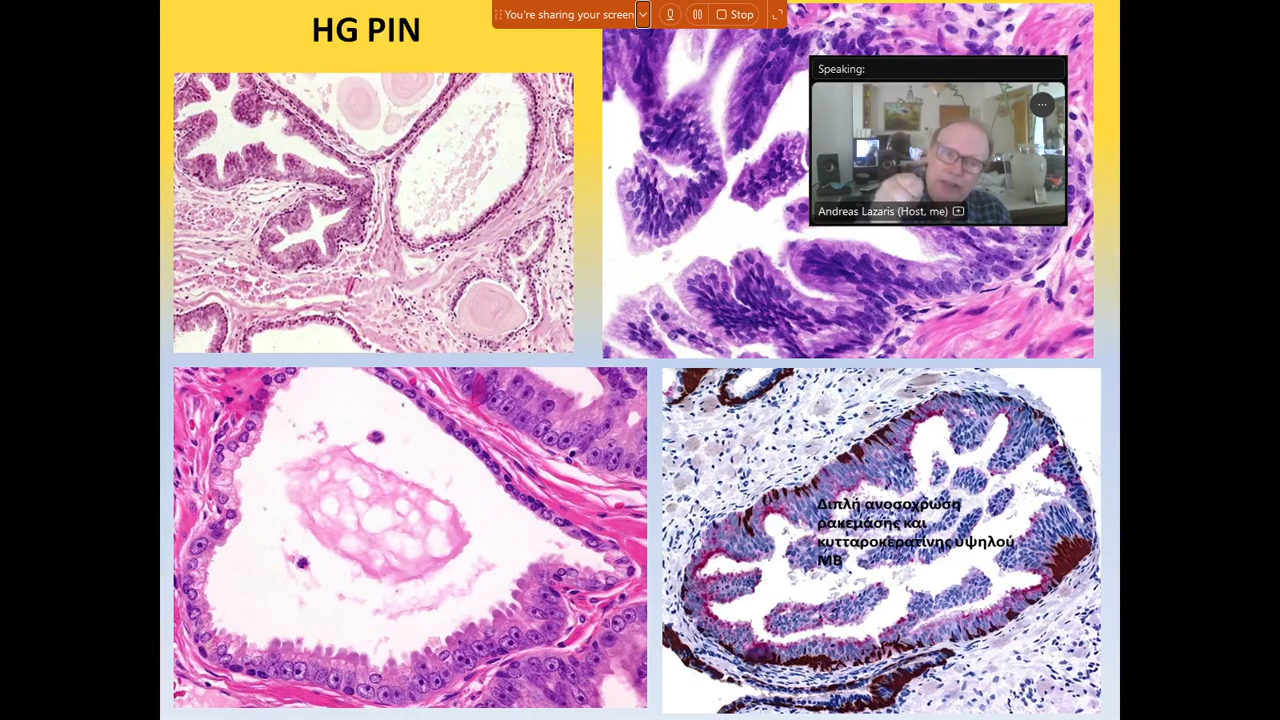 HG PIN
You're sharing your screen
Stop
Speaking:
Andreas Lazaris (Host, me)
Διπλή ανοσοχρώση
ρακεμάσης και
κυτταροκερατίνης υψηλού
ΜΒ